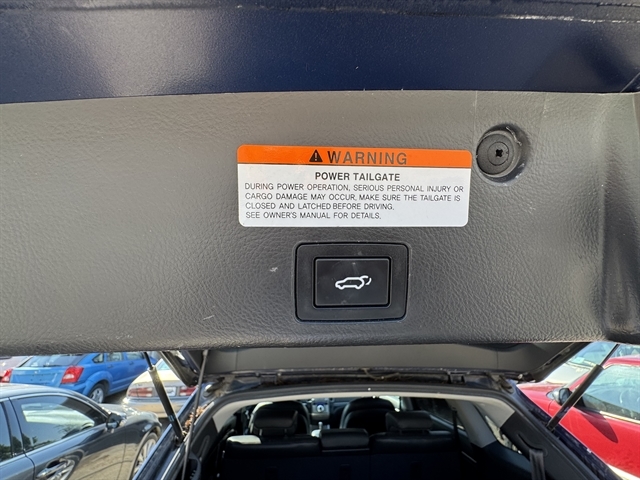 WARNING
POWER TAILGATE
DURING POWER OPERATION, SERIOUS PERSONAL INJURY OR
CARGO DAMAGE MAY OCCUR, MAKE SURE THE TAILGATE IS
CLOSED AND LATCHED BEFORE DRIVING.
SEE OWNER'S MANUAL FOR DETAILS.